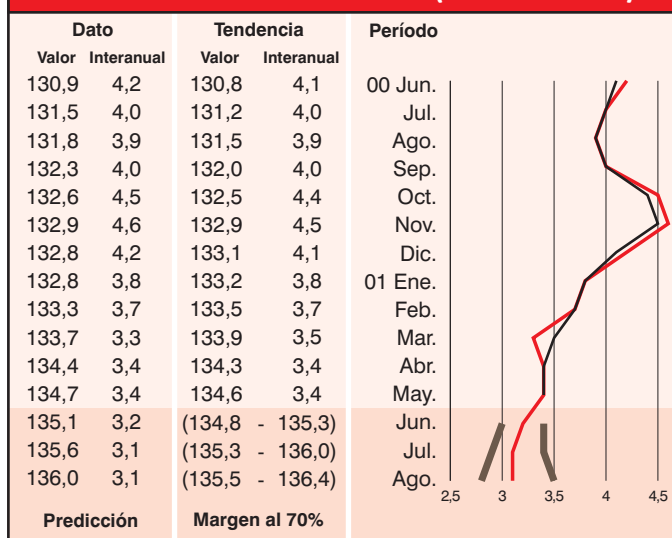 Dato Tendencia Período
Valor Interanual Valor Interanual
130,9 4,2 130,8 4,1 00 Jun.
131,5 4,0 131,2 4,0 Jul.
131,8 3,9 131,5 3,9 Ago.
132,3 4,0 132,0 4,0 Sep.
132,6 4,5 132,5 4,4 Oct.
132,9 4,6 132,9 4,5 Nov.
132,8 4,2 133,1 4,1 Dic.
132,8 3,8 133,2 3,8 01 Ene.
133,3 3,7 133,5 3,7 Feb.
133,7 3,3 133,9 3,5 Mar.
134,4 3,4 134,3 3,4 Abr.
134,7 3,4 134,6 3,4 May.
135,1 3,2 (134,8 - 135,3) Jun.
135,6 3,1 (135,3 - 136,0) Jul.
136,0 3,1 (135,5 - 136,4) Ago.
2,5 3 3,5 4 4,5
Predicción Margen al 70%